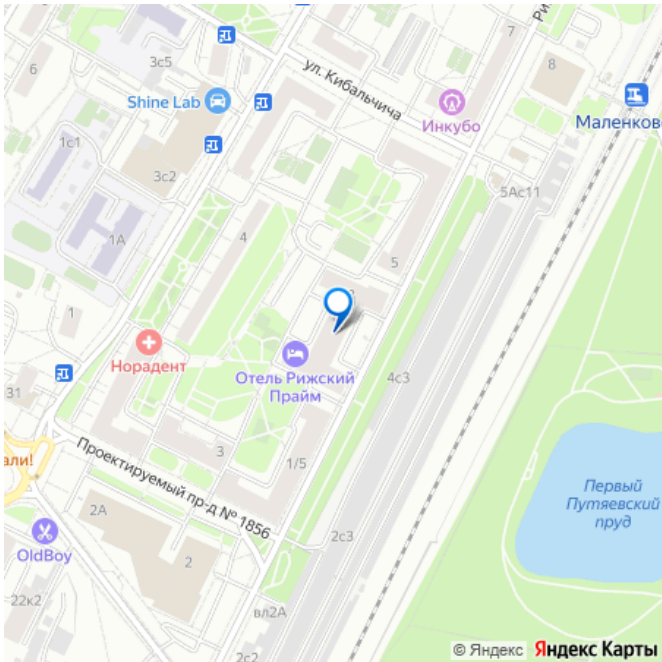 Ри
7
6
3с5
ул. Кибальчича
8
Shine Lab
Инкубо
Маленково
1с1
3с2
5Ас11
1А
4
5
1
Норадент
Отель Рижский
Прайм
4с3
31
али!
Проектируемый пр-д № 1856
3
1/5
Первый
Путяевский
пруд
2А
OldBoy
2
2с3
22к2
вл2А
2с2
© Яндекс Яндекс Карты